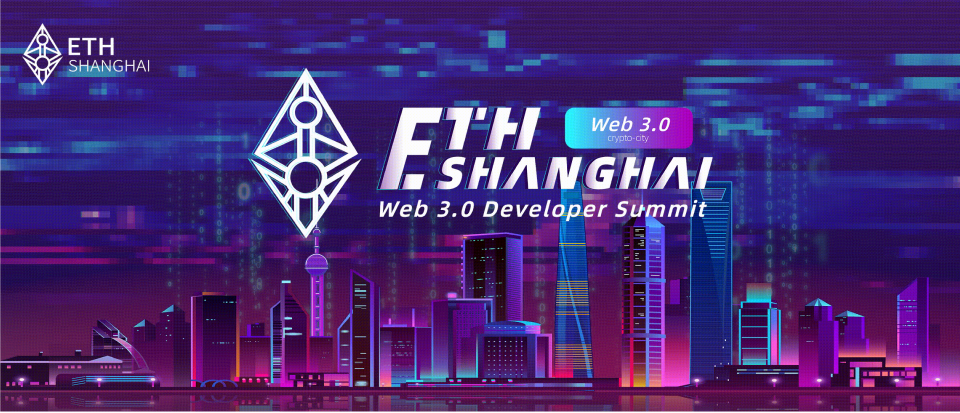 ETH
SHANGHAI
ETH
SHANGHAI
Web 3.0
crypto-city
Web 3.0 Developer Summit